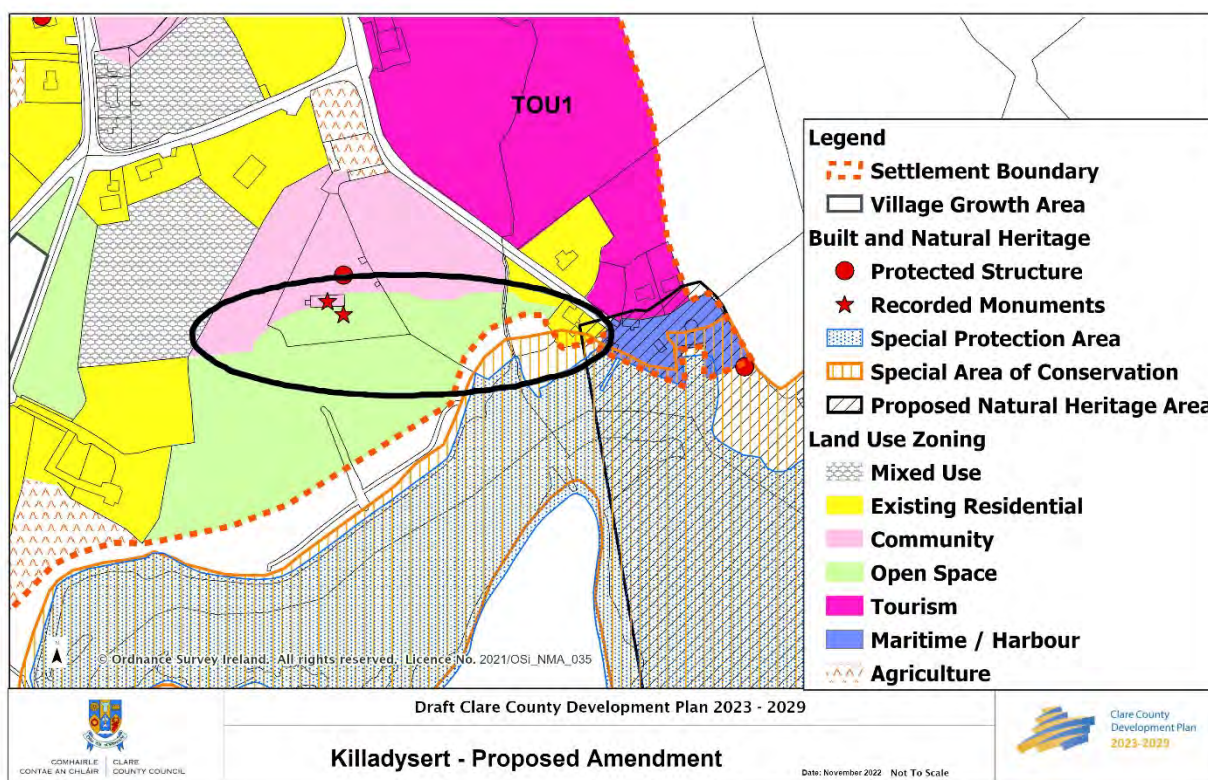 TOU1
Legend
Settlement Boundary
Village Growth Area
Built and Natural Heritage
Protected Structure
Recorded Monuments
Special Protection Area
Special Area of Conservation
Proposed Natural Heritage Area
Land Use Zoning
Mixed Use
Existing Residential
Community
Open Space
Tourism
Maritime / Harbour
Agriculture
© Ordnance Survey Ireland. All rights reserved. Licence No. 2021/OSi_NMA_035
COMHAIRLE CONTAE AN CHLÁIR
CLARE COUNTY COUNCIL
Draft Clare County Development Plan 2023 - 2029
Killadysert - Proposed Amendment
Date: November 2022 Not To Scale
Clare County
Development Plan
2023-2029